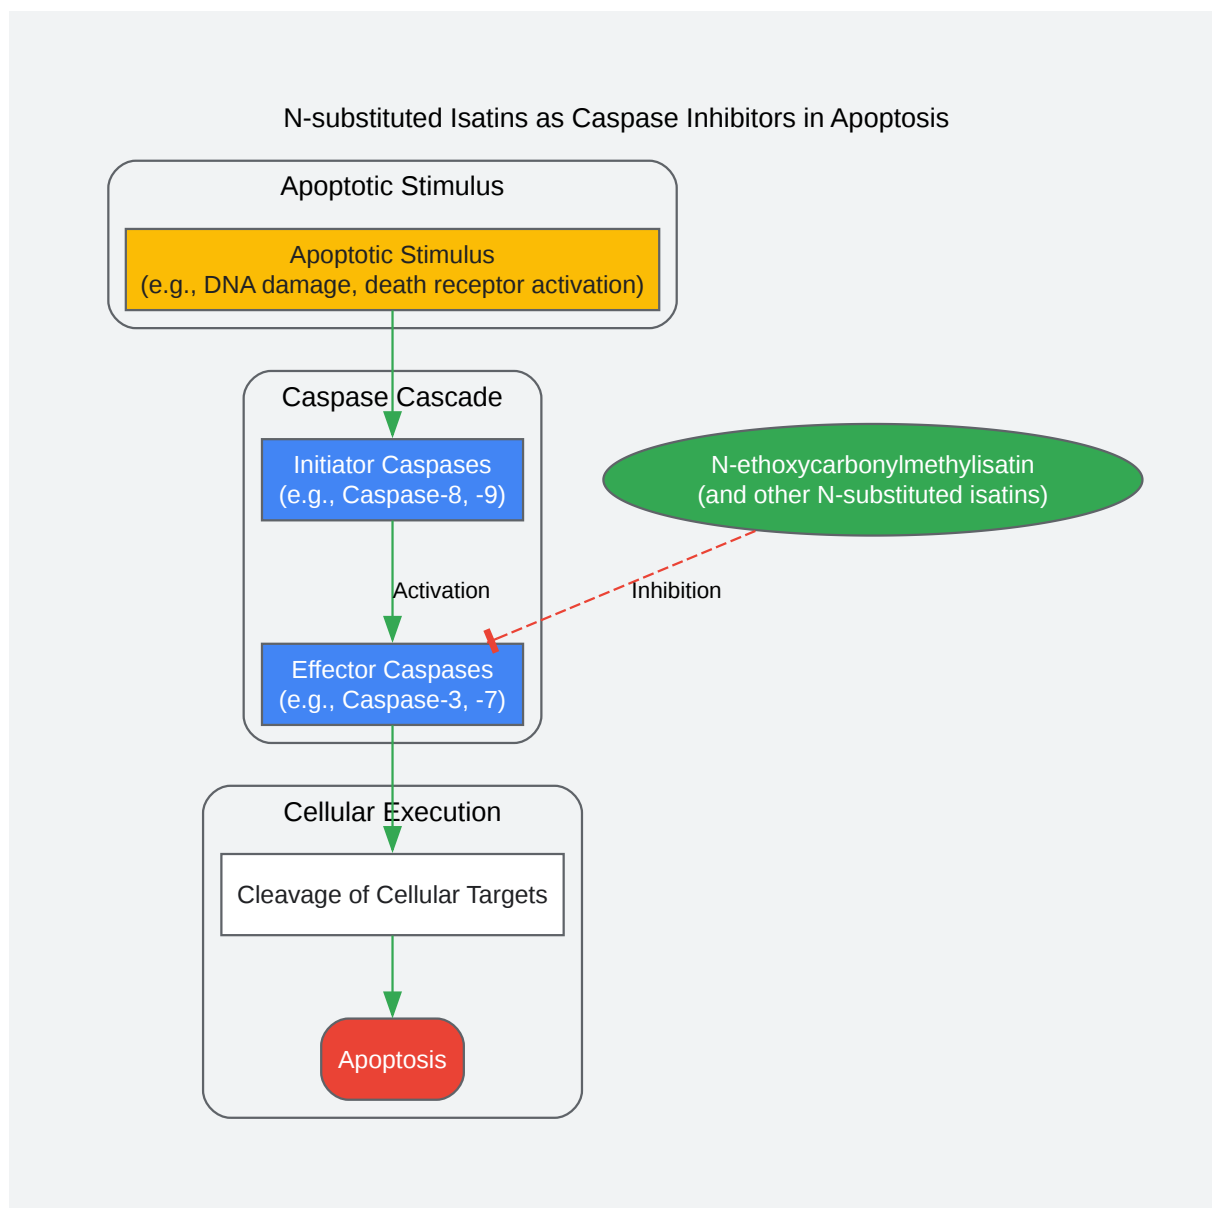 N-substituted Isatins as Caspase Inhibitors in Apoptosis
Apoptotic Stimulus
Apoptotic Stimulus
(e.g., DNA damage, death receptor activation)
Caspase Cascade
Initiator Caspases
(e.g., Caspase-8, -9)
N-ethoxycarbonylmethylisatin
(and other N-substituted isatins)
Activation
Inhibition
Effector Caspases
(e.g., Caspase-3, -7)
Cellular Execution
Cleavage of Cellular Targets
Apoptosis